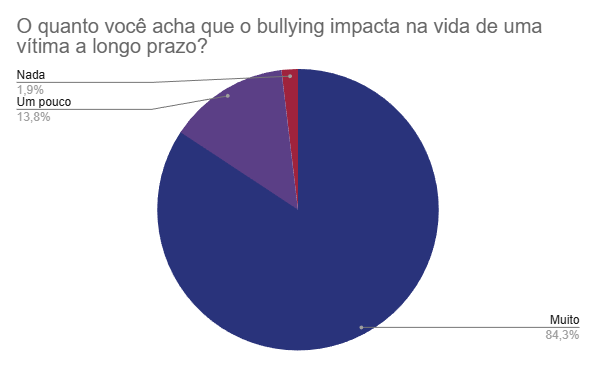 O quanto você acha que o bullying impacta na vida de uma
vítima a longo prazo?
Nada
1,9%
Um pouco
13,8%
Muito
84,3%